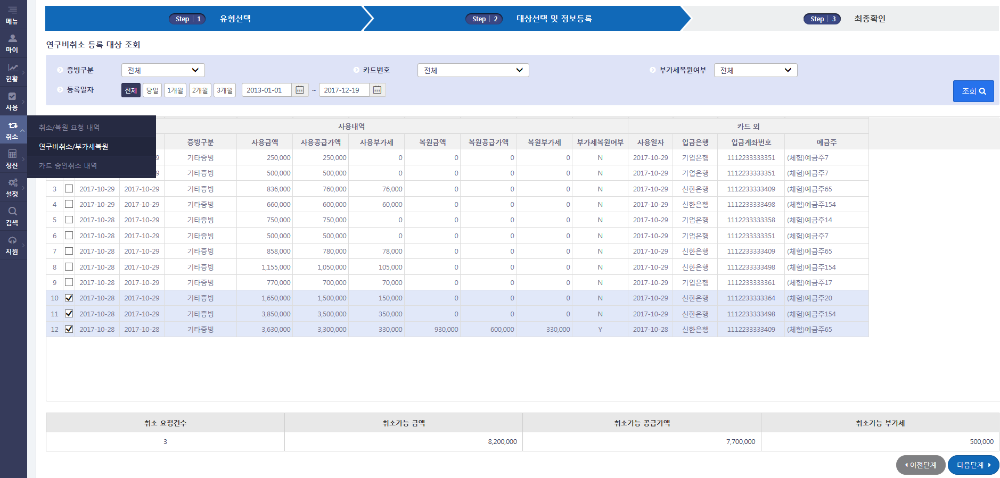 메뉴
마이
현황
사용
취소
정산
설정
검색
지원
Step | 1 유형선택
Step | 2 대상선택 및 정보등록
Step | 3 최종확인
연구비취소 등록 대상 조회
증빙구분 전체 카드번호 전체 부가세복원여부 전체
등록일자 전체 당일 1개월 2개월 3개월 2013-01-01 ~ 2017-12-19 조회
취소/복원 요청 내역
연구비취소/부가세복원
카드 승인취소 내역
사용내역 카드 외
증빙구분 사용금액 사용공급가액 사용부가세 복원금액 복원공급가액 복원부가세 부가세복원여부 사용일자 입금은행 입금계좌번호 예금주
9 기타증빙 250,000 250,000 0 0 0 0 N 2017-10-29 기업은행 1112233333351 (체험)예금주7
9 기타증빙 500,000 500,000 0 0 0 0 N 2017-10-29 기업은행 1112233333351 (체험)예금주7
3 2017-10-29 2017-10-29 기타증빙 836,000 760,000 76,000 0 0 0 N 2017-10-29 신한은행 1112233333409 (체험)예금주65
4 2017-10-29 2017-10-29 기타증빙 660,000 600,000 60,000 0 0 0 N 2017-10-29 신한은행 1112233333498 (체험)예금주154
5 2017-10-28 2017-10-29 기타증빙 750,000 750,000 0 0 0 0 N 2017-10-29 기업은행 1112233333358 (체험)예금주14
6 2017-10-28 2017-10-29 기타증빙 500,000 500,000 0 0 0 0 N 2017-10-29 기업은행 1112233333351 (체험)예금주7
7 2017-10-28 2017-10-29 기타증빙 858,000 780,000 78,000 0 0 0 N 2017-10-29 신한은행 1112233333409 (체험)예금주65
8 2017-10-28 2017-10-29 기타증빙 1,155,000 1,050,000 105,000 0 0 0 N 2017-10-29 신한은행 1112233333498 (체험)예금주154
9 2017-10-28 2017-10-29 기타증빙 770,000 700,000 70,000 0 0 0 N 2017-10-29 기업은행 1112233333361 (체험)예금주17
10 2017-10-28 2017-10-29 기타증빙 1,650,000 1,500,000 150,000 0 0 0 N 2017-10-29 신한은행 1112233333364 (체험)예금주20
11 2017-10-28 2017-10-29 기타증빙 3,850,000 3,500,000 350,000 0 0 0 N 2017-10-29 신한은행 1112233333498 (체험)예금주154
12 2017-10-28 2017-10-28 기타증빙 3,630,000 3,300,000 330,000 930,000 600,000 330,000 Y 2017-10-28 신한은행 1112233333409 (체험)예금주65
취소 요청건수 취소가능 금액 취소가능 공급가액 취소가능 부가세
3 8,200,000 7,700,000 500,000
이전단계 다음단계